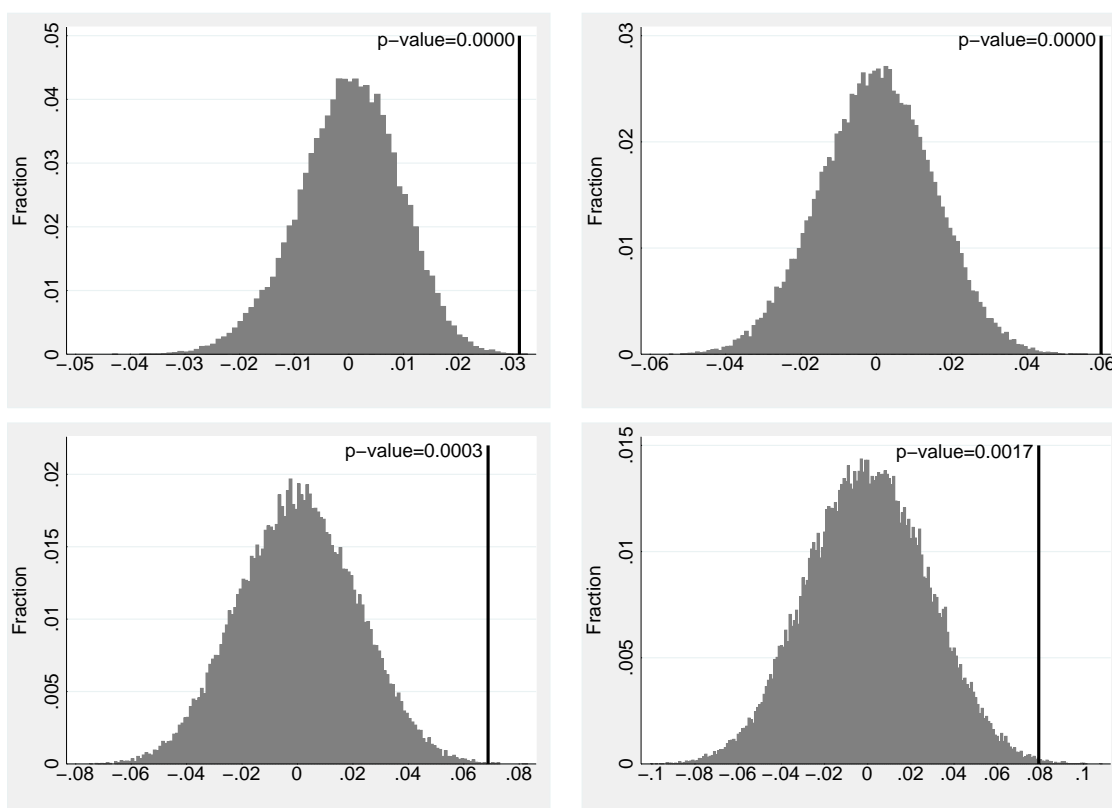 p−value=0.0000
.05
.04
.03
.02
.01
0
Fraction
−.05 −.04 −.03 −.02 −.01 0 .01 .02 .03
p−value=0.0000
.03
.02
.01
0
Fraction
−.06 −.04 −.02 0 .02 .04 .06
p−value=0.0003
.02
.015
.01
.005
0
Fraction
−.08 −.06 −.04 −.02 0 .02 .04 .06 .08
p−value=0.0017
.015
.01
.005
0
Fraction
−.1 −.08 −.06 −.04 −.02 0 .02 .04 .06 .08 .1